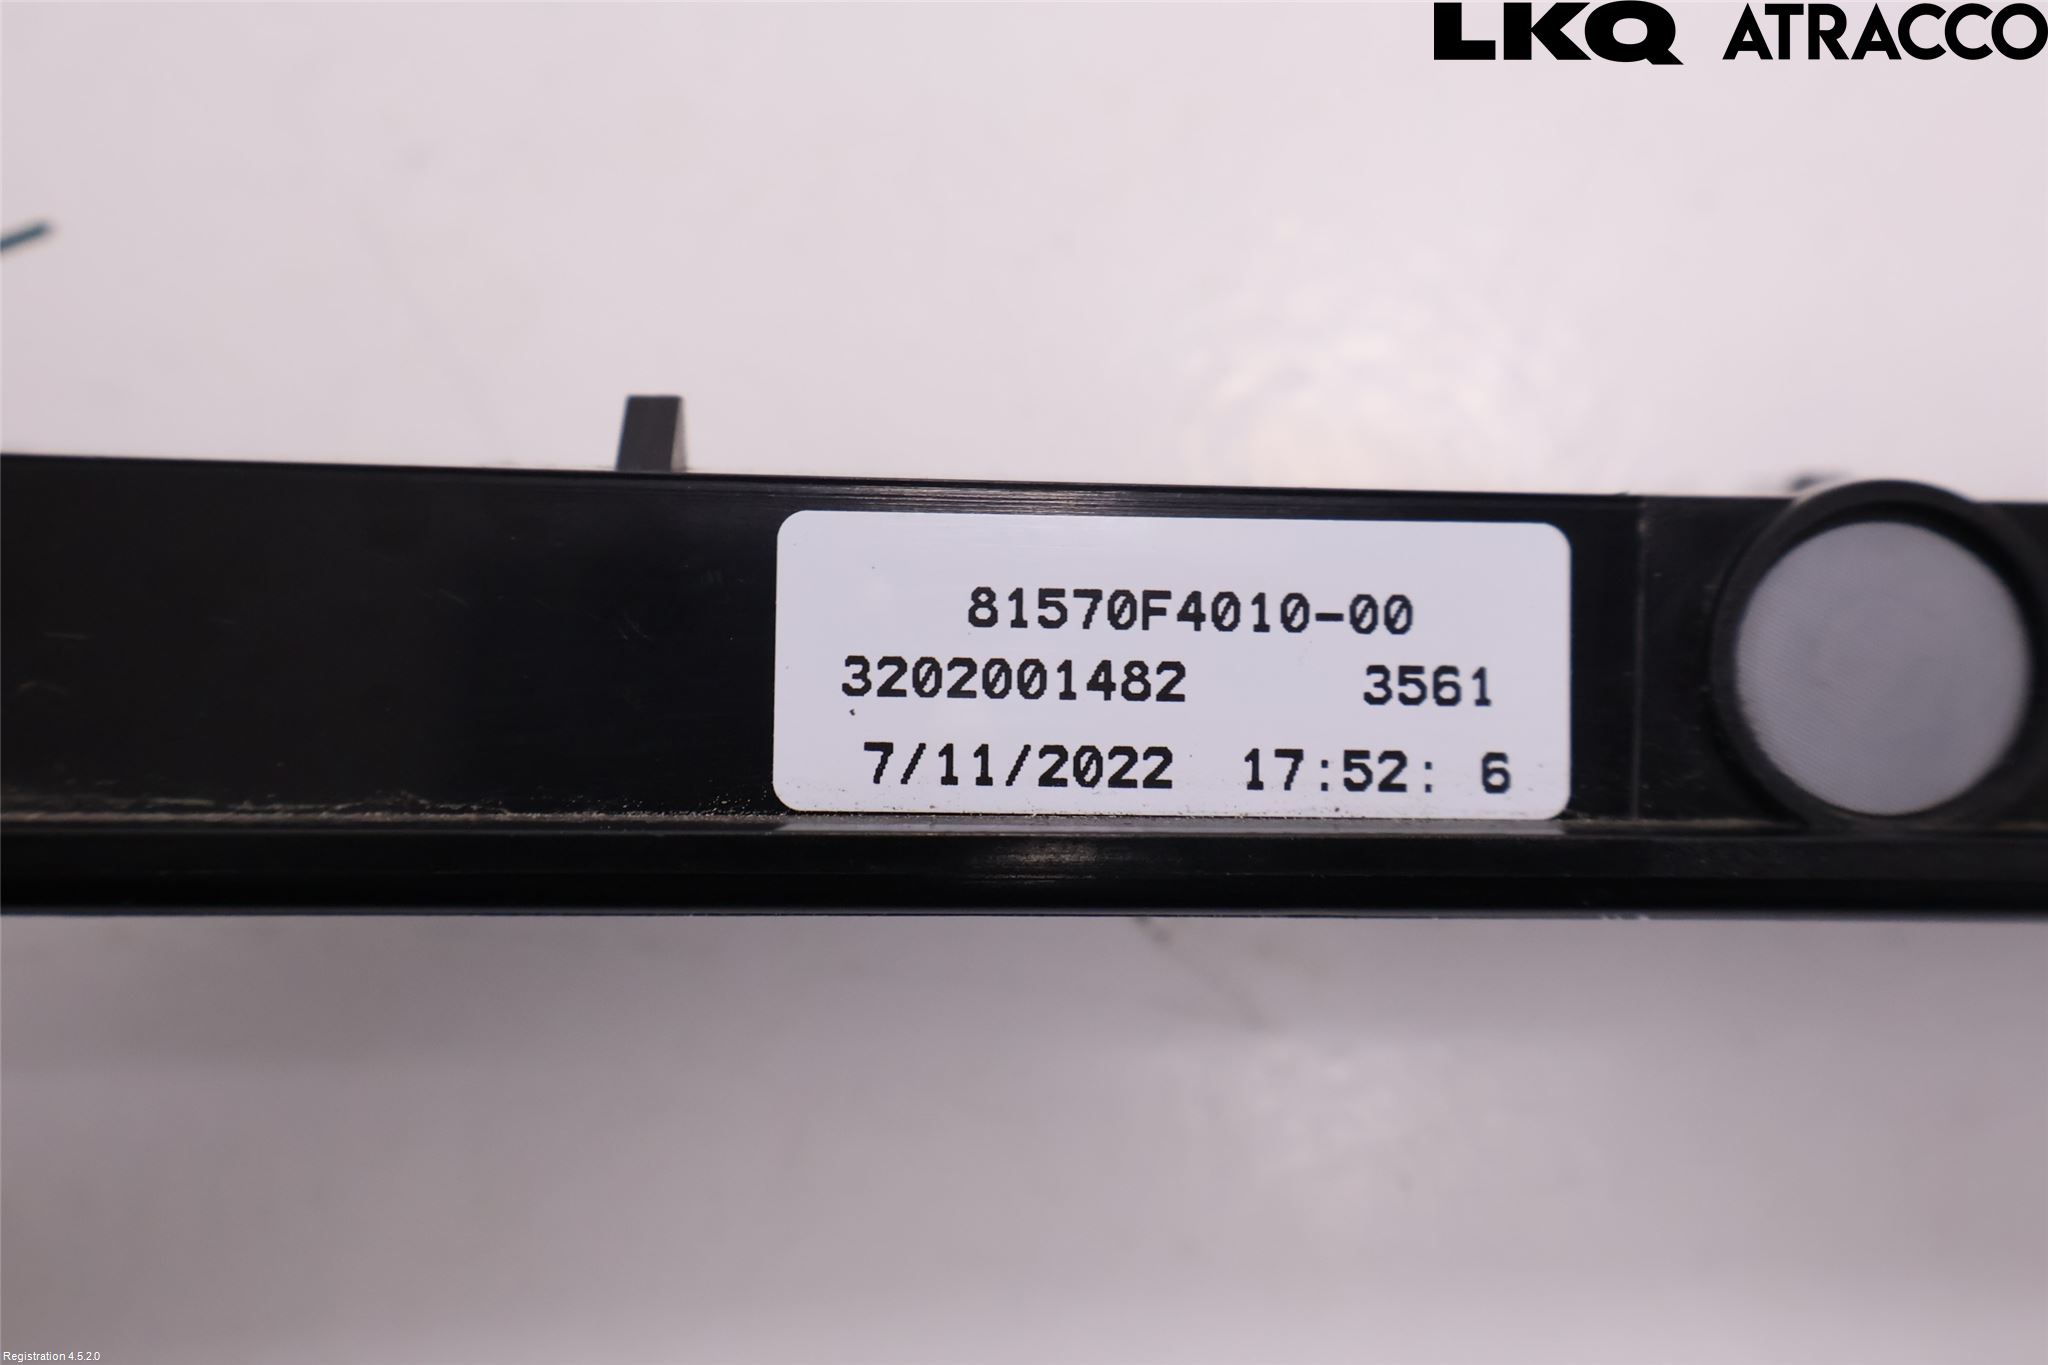 LKQ ATRACCO
81570F4010-00
3202001482 3561
7/11/2022 17:52: 6
Registration 4.5.2.0